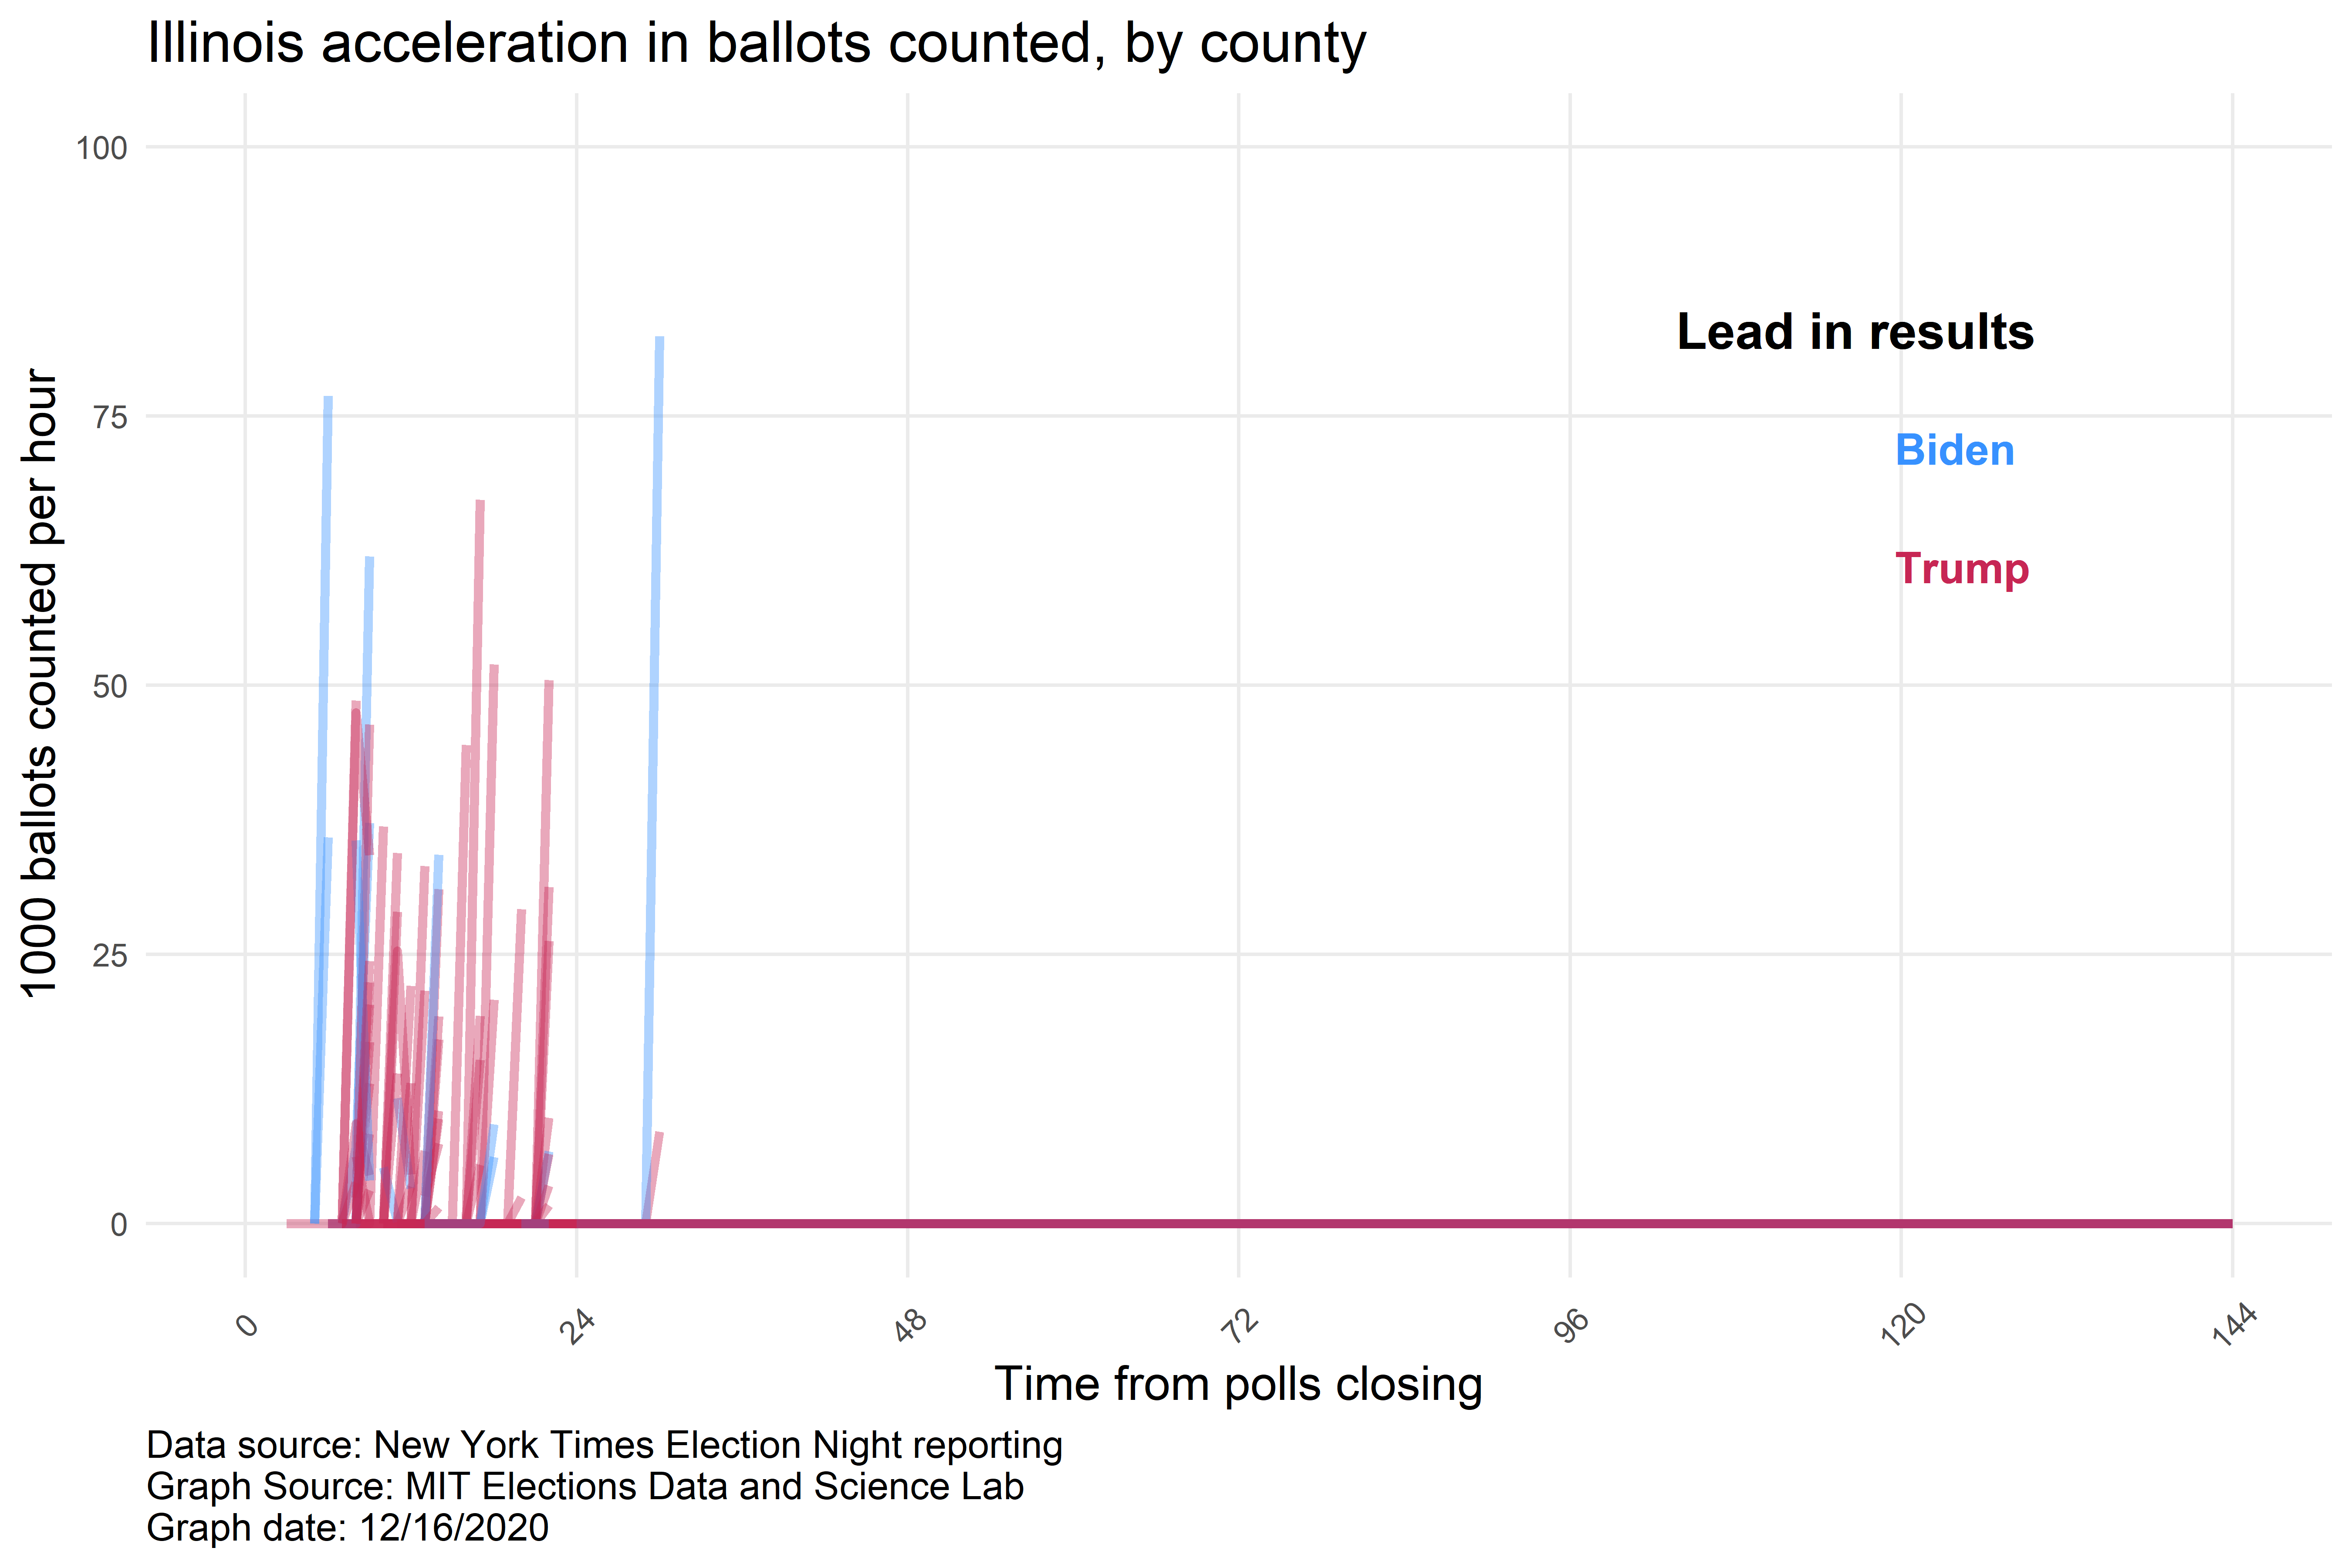 Illinois acceleration in ballots counted, by county
1000 ballots counted per hour
100
75
50
25
0
Lead in results
Biden
Trump
0
24
48
72
96
120
144
Time from polls closing
Data source: New York Times Election Night reporting
Graph Source: MIT Elections Data and Science Lab
Graph date: 12/16/2020